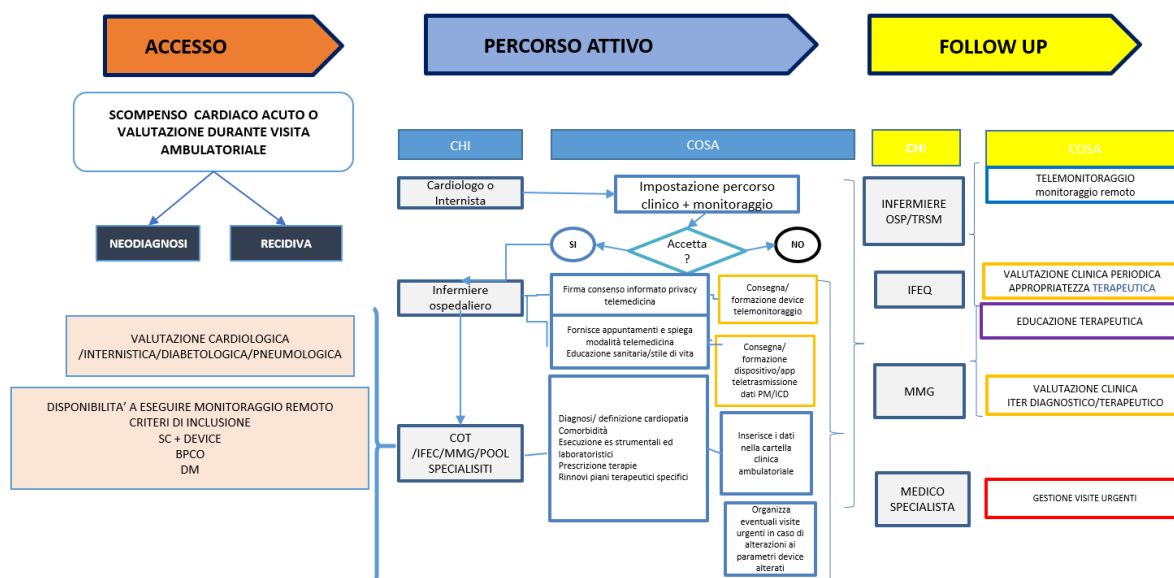 ACCESSO
PERCORSO ATTIVO
FOLLOW UP
SCOMPENSO CARDIACO ACUTO O
VALUTAZIONE DURANTE VISITA
AMBULATORIALE
NEODIAGNOSI
RECIDIVA
VALUTAZIONE CARDIOLOGICA
/INTERNISTICA/DIABETOLOGICA/PNEUMOLOGICA
DISPONIBILITA’ A ESEGUIRE MONITORAGGIO REMOTO
CRITERI DI INCLUSIONE
SC + DEVICE
BPCO
DM
CHI
COSA
Cardiologo o
Internista
Impostazione percorso
clinico + monitoraggio
SI
Accetta
?
NO
Infermiere
ospedaliero
Firma consenso informato privacy
telemedicina
Consegna/
formazione device
telemonitoraggio
Fornisce appuntamenti e spiega
modalità telemedicina
Educazione sanitaria/stile di vita
Consegna/
formazione
dispositivo/app
teletrasmissione
dati PM/ICD
COT
/IFEC/MMG/POOL
SPECIALISITI
Diagnosi/ definizione cardiopatia
Comorbidità
Esecuzione es strumentali ed
laboratoristici
Prescrizione terapie
Rinnovi piani terapeutici specifici
Inserisce i dati
nella cartella
clinica
ambulatoriale
Organizza
eventuali visite
urgenti in caso di
alterazioni ai
parametri device
alterati
CHI
COSA
INFERMIERE
OSP/TRSM
TELEMONITORAGGIO
monitoraggio remoto
IFEQ
VALUTAZIONE CLINICA PERIODICA
APPROPRIATEZZA TERAPEUTICA
EDUCAZIONE TERAPEUTICA
MMG
VALUTAZIONE CLINICA
ITER DIAGNOSTICO/TERAPEUTICO
MEDICO
SPECIALISTA
GESTIONE VISITE URGENTI